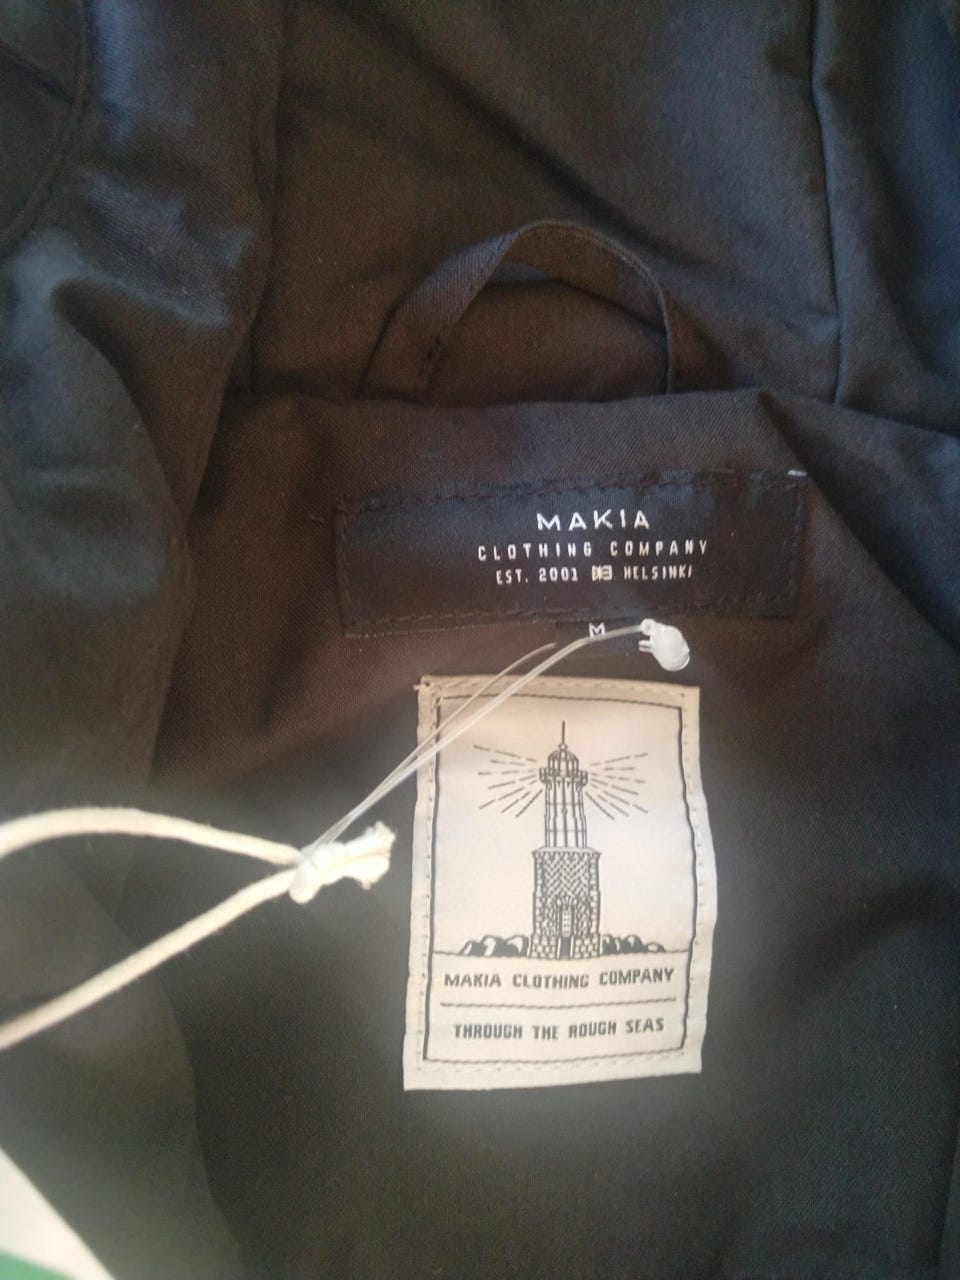 MAKIA
CLOTHING COMPANY
EST. 2001 HELSINKI
M
MAKIA CLOTHING COMPANY
THROUGH THE ROUGH SEAS